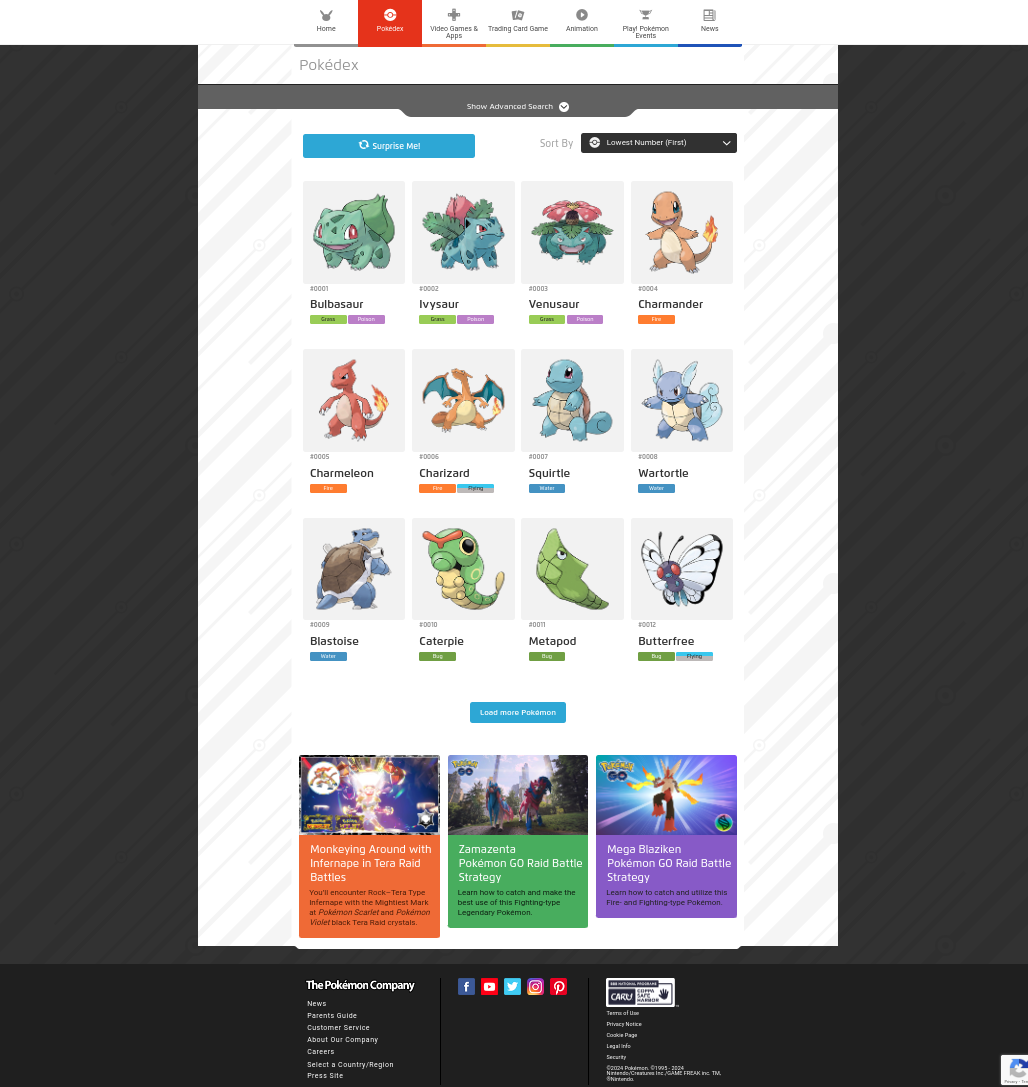 Home
Pokédex
Video Games &
Apps
Trading Card Game
Animation
Play! Pokémon
Events
News
Pokédex
Show Advanced Search
Surprise Me!
Sort By
Lowest Number (First)
#0001
Bulbasaur
Grass Poison
#0002
Ivysaur
Grass Poison
#0003
Venusaur
Grass Poison
#0004
Charmander
Fire
#0005
Charmeleon
Fire
#0006
Charizard
Fire Flying
#0007
Squirtle
Water
#0008
Wartortle
Water
#0009
Blastoise
Water
#0010
Caterpie
Bug
#0011
Metapod
Bug
#0012
Butterfree
Bug Flying
Load more Pokémon
Monkeying Around with
Infernape in Tera Raid
Battles
You'll encounter Rock-Tera Type
Infernape with the Mightiest Mark
at Pokémon Scarlet and Pokémon
Violet black Tera Raid crystals.
Pokémon
GO
Zamazenta
Pokémon GO Raid Battle
Strategy
Learn how to catch and make the
best use of this Fighting-type
Legendary Pokémon.
Pokémon
GO
Mega Blaziken
Pokémon GO Raid Battle
Strategy
Learn how to catch and utilize this
Fire- and Fighting-type Pokémon.
The Pokémon Company
News
Parents Guide
Customer Service
About Our Company
Careers
Select a Country/Region
Press Site
BBB NATIONAL PROGRAMS
CARU
COPPA
SAFE
HARBOR
Terms of Use
Privacy Notice
Cookie Page
Legal Info
Security
©2024 Pokémon. ©1995 - 2024
Nintendo/Creatures Inc./GAME FREAK inc. TM,
®Nintendo.